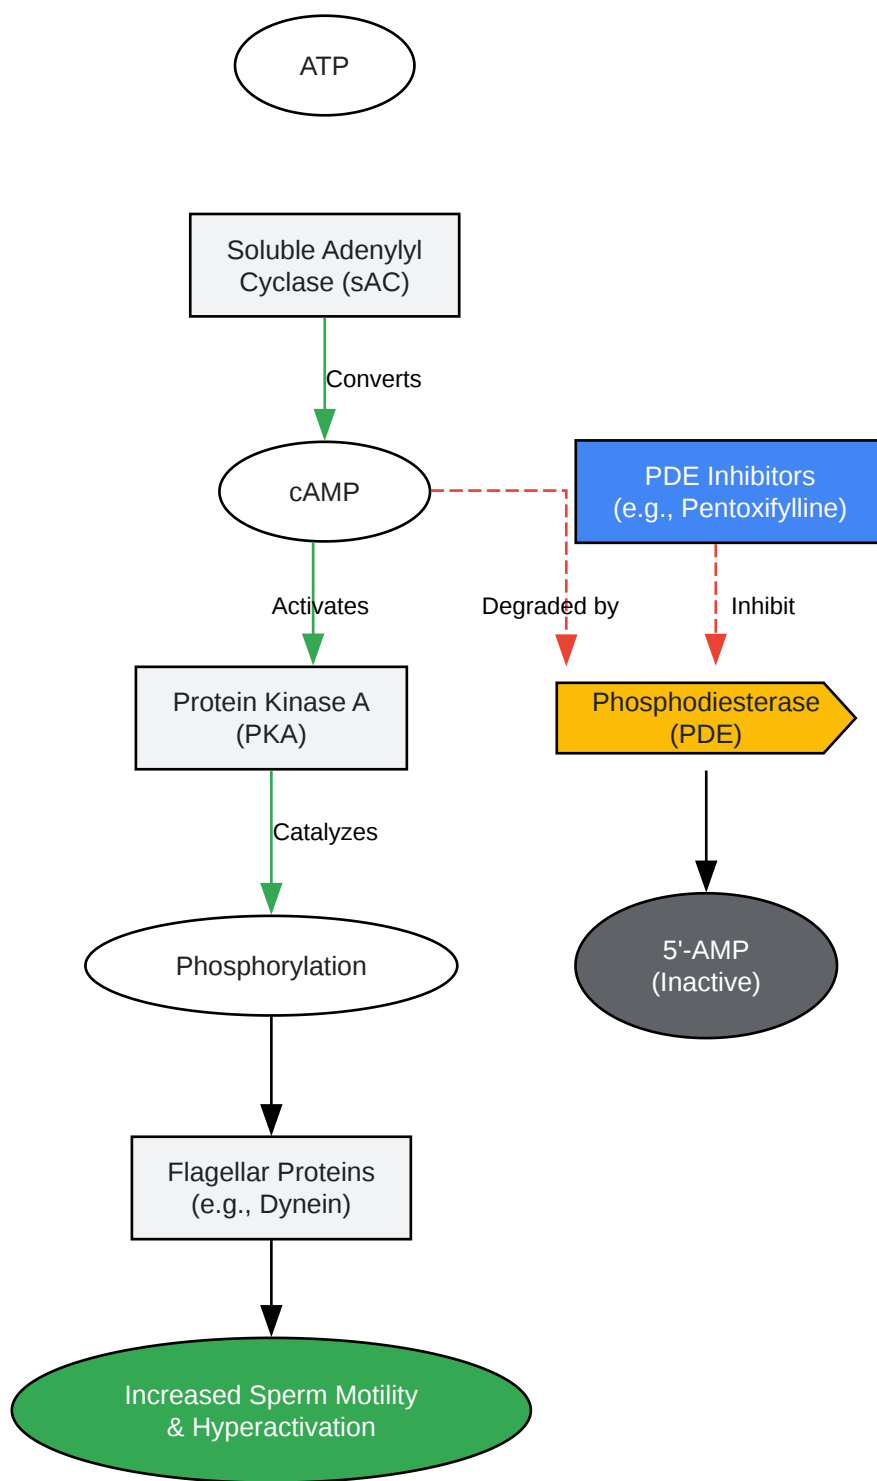 ATP
Soluble Adenylyl
Cyclase (sAC)
Converts
cAMP
PDE Inhibitors
(e.g., Pentoxifylline)
Activates
Degraded by
Inhibit
Protein Kinase A
(PKA)
Phosphodiesterase
(PDE)
Catalyzes
Phosphorylation
5'-AMP
(Inactive)
Flagellar Proteins
(e.g., Dynein)
Increased Sperm Motility
& Hyperactivation